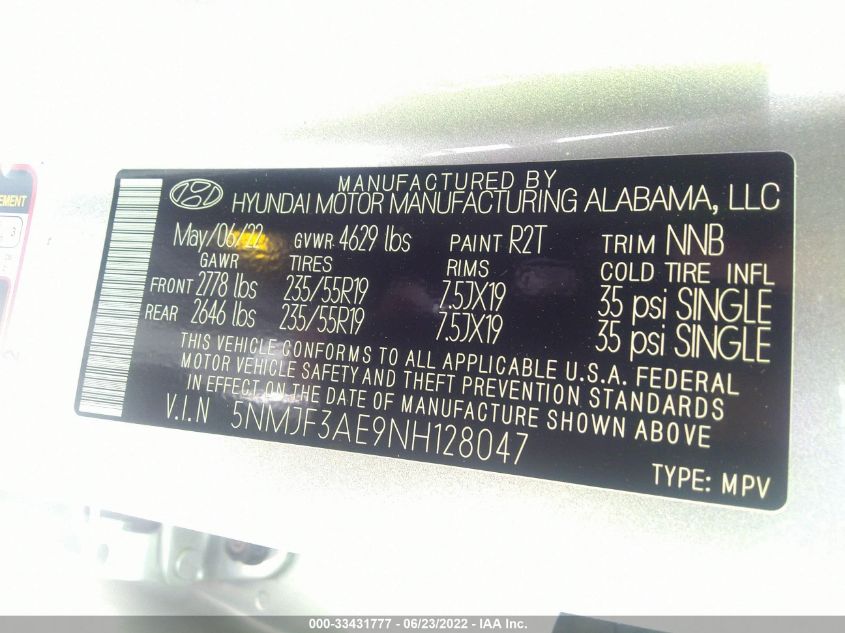 EMENT
3
MANUFACTURED BY
HYUNDAI MOTOR MANUFACTURING ALABAMA, LLC
May/06/22 GVWR: 4629 lbs PAINT R2T TRIM NNB
GAWR TIRES RIMS COLD TIRE INFL
FRONT 2778 lbs 235/55R19 7.5JX19 35 psi SINGLE
REAR 2646 lbs 235/55R19 7.5JX19 35 psi SINGLE
THIS VEHICLE CONFORMS TO ALL APPLICABLE U.S.A. FEDERAL
MOTOR VEHICLE SAFETY AND THEFT PREVENTION STANDARDS
IN EFFECT ON THE DATE OF MANUFACTURE SHOWN ABOVE
V.I.N 5NMJF3AE9NH128047
TYPE: MPV
000-33431777 - 06/23/2022 - IAA Inc.